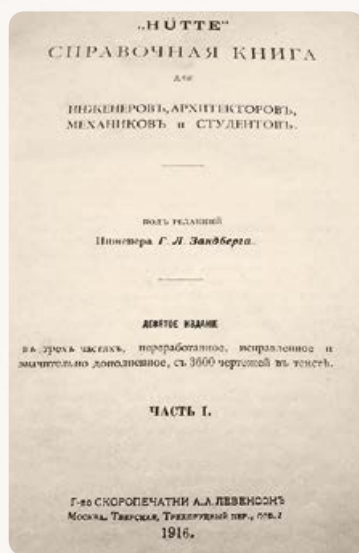 „HÜTTE“
СПРАВОЧНАЯ КНИГА
ДЛЯ
ИНЖЕНЕРОВЪ, АРХИТЕКТОРОВЪ,
МЕХАНИКОВЪ и СТУДЕНТОВЪ.
ПОДЪ РЕДАКЦІЕЙ
Инженера Г. Л. Зандберга.
ДЕВЯТОЕ ИЗДАНІЕ
въ трехъ частяхъ, переработанное, исправленное и
значительно дополненное, съ 3600 чертежей въ текстѣ.
ЧАСТЬ I.
Т-во СКОРОПЕЧАТНИ А.А.ЛЕВЕНСОНЪ
Москва, Тверская, Трехпрудный пер., соб.
1916.